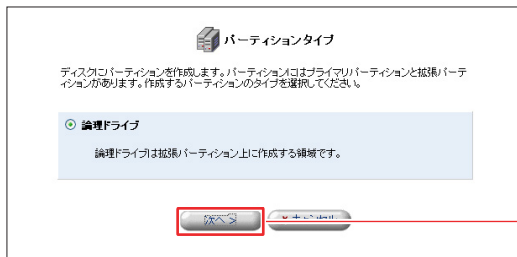 パーティションタイプ
ディスクにパーティションを作成します。パーティションにはプライマリパーティションと拡張パーテ
ィションがあります。作成するパーティションのタイプを選択してください。
論理ドライブ
論理ドライブは拡張パーティション上に作成する領域です。
次へ >
× キャンセル